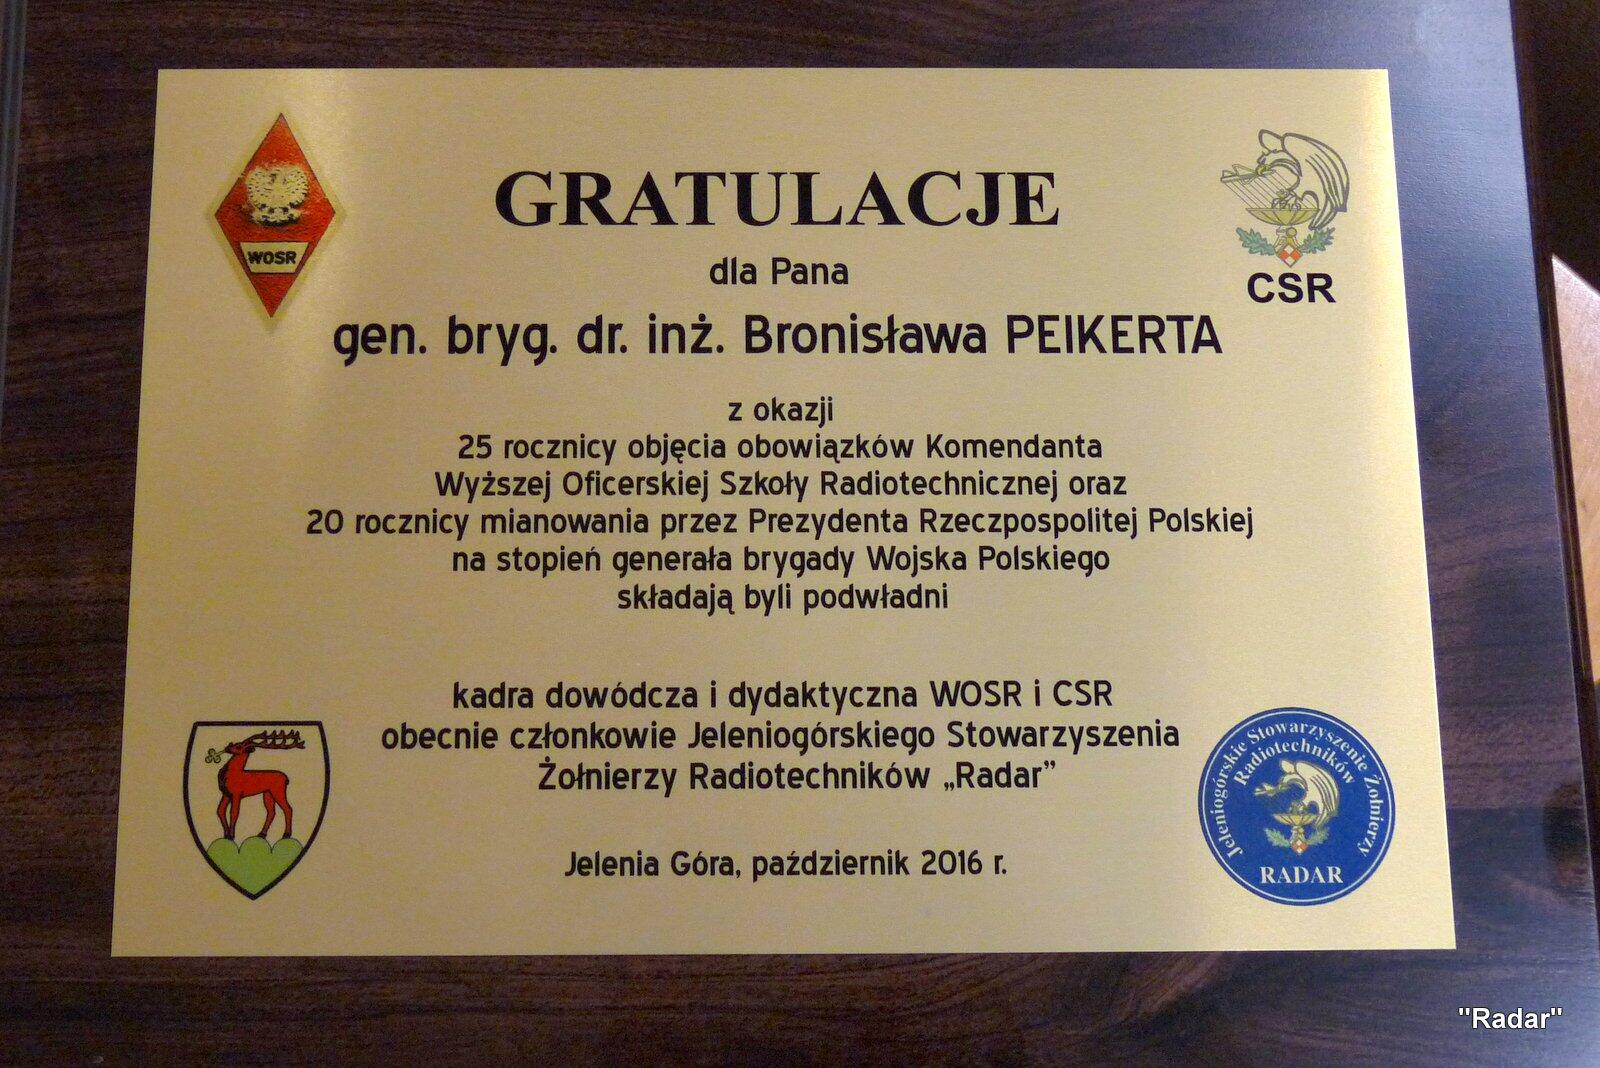 GRATULACJE
dla Pana
gen. bryg. dr. inż. Bronisława PEIKERTA
z okazji
25 rocznicy objęcia obowiązków Komendanta
Wyższej Oficerskiej Szkoły Radiotechnicznej oraz
20 rocznicy mianowania przez Prezydenta Rzeczpospolitej Polskiej
na stopień generała brygady Wojska Polskiego
składają byli podwładni
kadra dowódcza i dydaktyczna WOSR i CSR
obecnie członkowie Jeleniogórskiego Stowarzyszenia
Żołnierzy Radiotechników „Radar”
Jelenia Góra, październik 2016 r.
WOSR
CSR
Jeleniogórskie Stowarzyszenie Żołnierzy
Radiotechników
RADAR
"Radar"